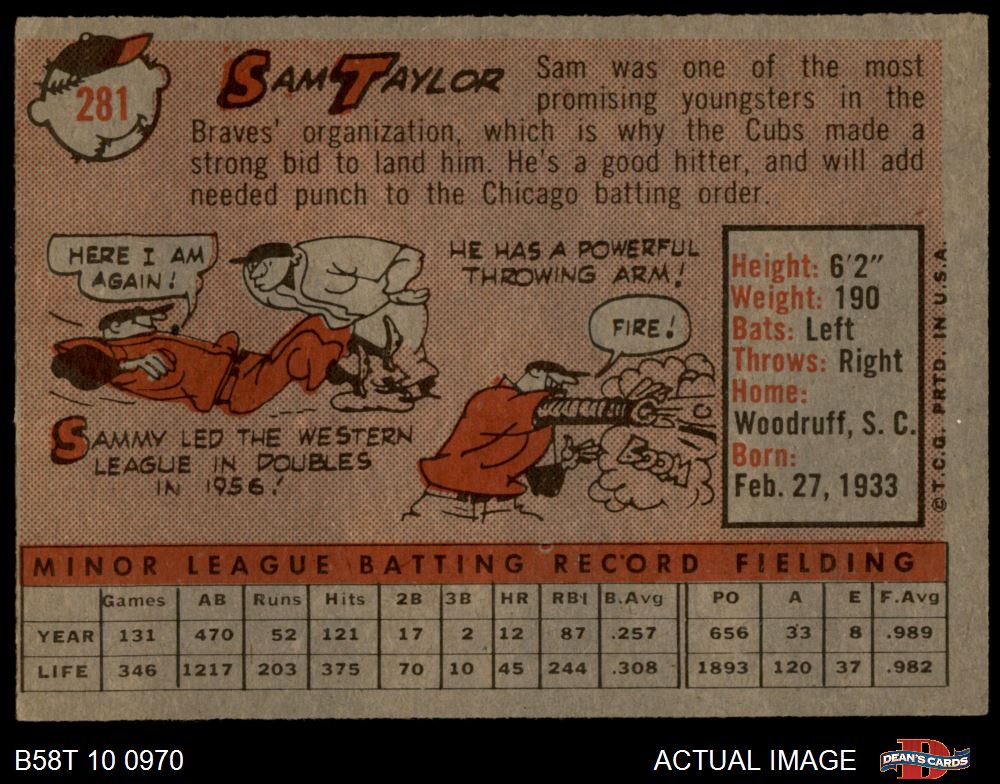 281
SAM TAYLOR
Sam was one of the most
promising youngsters in the
Braves' organization, which is why the Cubs made a
strong bid to land him. He's a good hitter, and will add
needed punch to the Chicago batting order.
HERE I AM
AGAIN!
SAMMY LED THE WESTERN
LEAGUE IN DOUBLES
IN 1956!
HE HAS A POWERFUL
THROWING ARM!
FIRE!
BOOM
Height: 6'2"
Weight: 190
Bats: Left
Throws: Right
Home:
Woodruff, S. C.
Born:
Feb. 27, 1933
© T.C.G. PRTD. IN U.S.A.
MINOR LEAGUE BATTING RECORD FIELDING
Games AB Runs Hits 2B 3B HR RBI B.Avg PO A E F.Avg
YEAR 131 470 52 121 17 2 12 87 .257 656 33 8 .989
LIFE 346 1217 203 375 70 10 45 244 .308 1893 120 37 .982
B58T 10 0970
ACTUAL IMAGE
D
DEAN'S CARDS